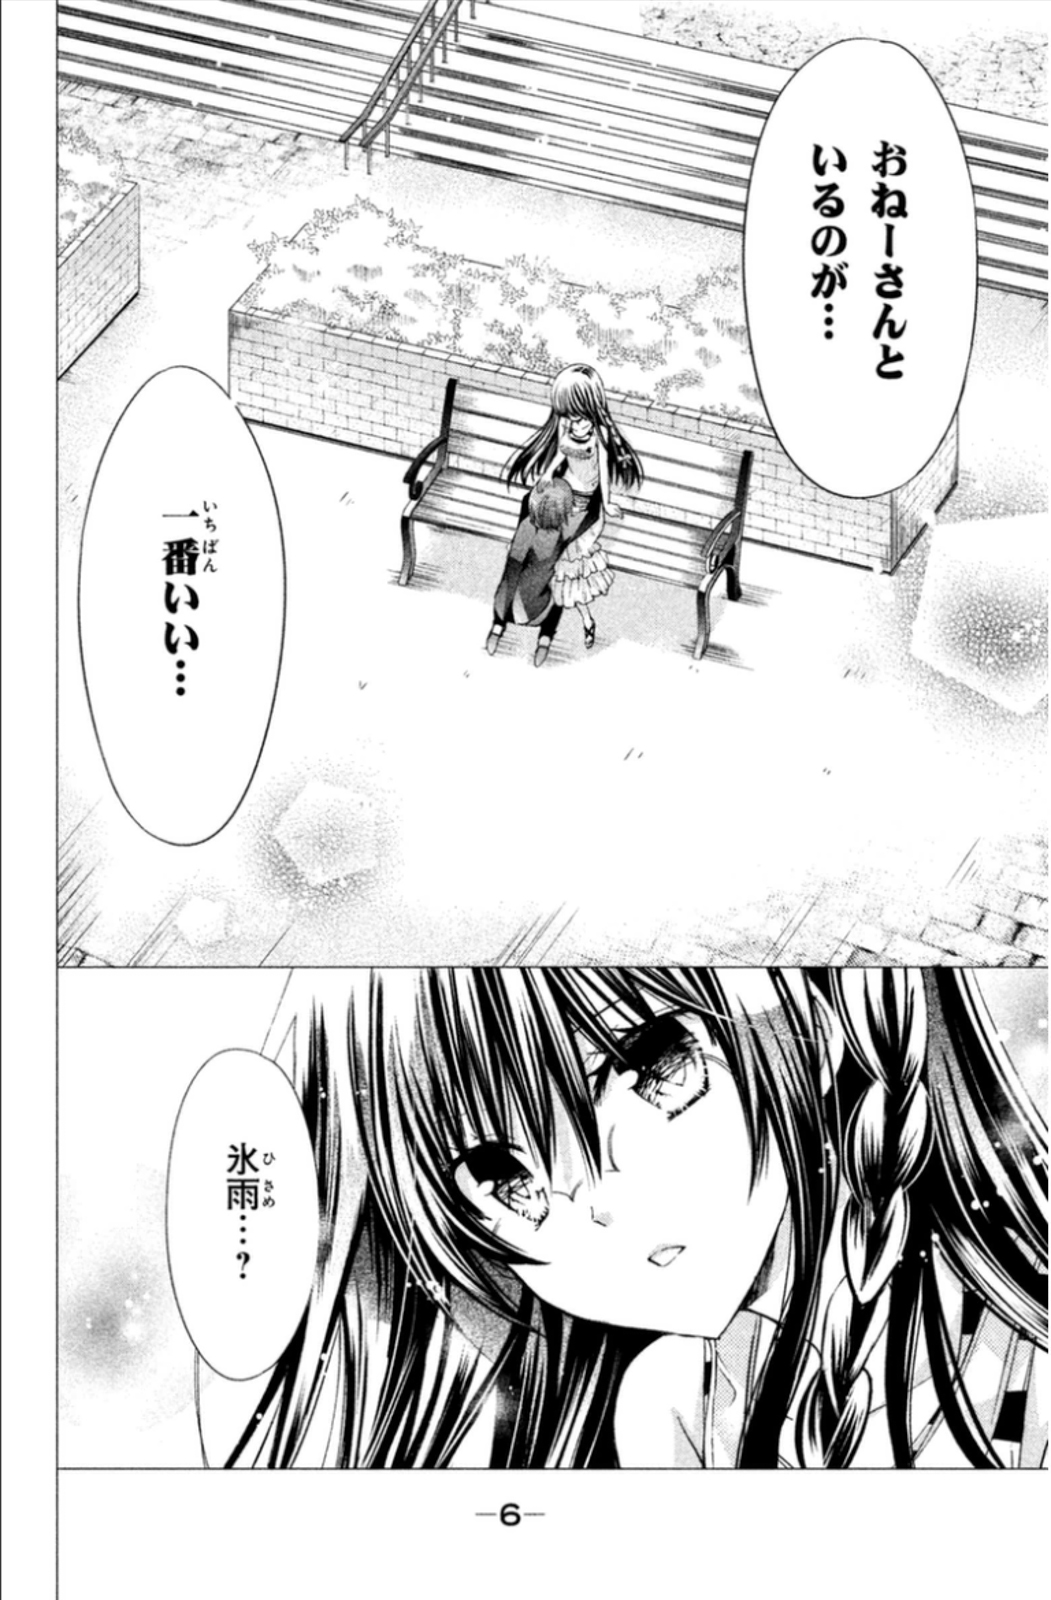 おねーさんと
いるのが…
一番いい…
いちばん
氷雨…?
ひさめ
—6—